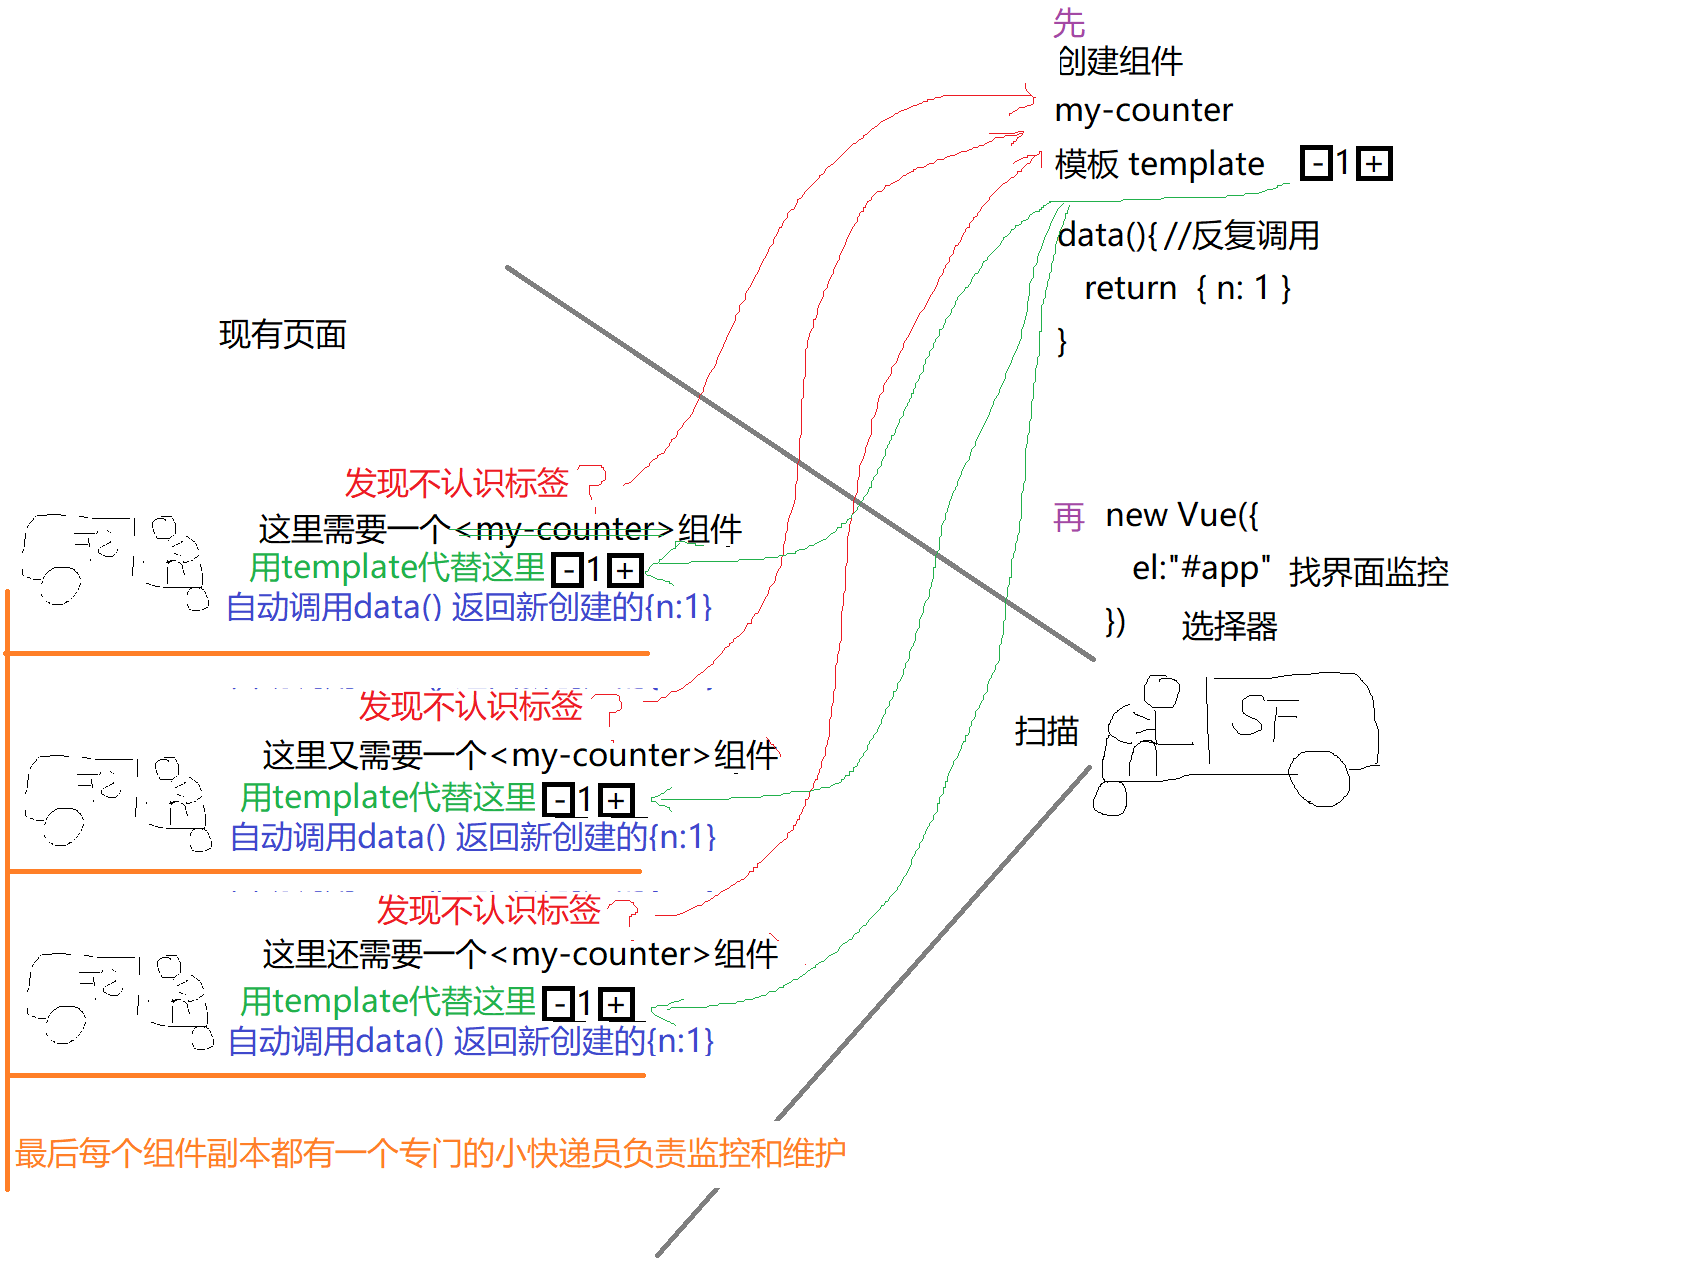 先
创建组件
my-counter
模板 template - 1 +
data(){ //反复调用
return { n: 1 }
}
现有页面
发现不认识标签?
这里需要一个<my-counter>组件
用template代替这里 - 1 +
自动调用data() 返回新创建的{n:1}
再 new Vue({
el:"#app" 找界面监控
}) 选择器
扫描
SF
发现不认识标签?
这里又需要一个<my-counter>组件
用template代替这里 - 1 +
自动调用data() 返回新创建的{n:1}
发现不认识标签?
这里还需要一个<my-counter>组件
用template代替这里 - 1 +
自动调用data() 返回新创建的{n:1}
最后每个组件副本都有一个专门的小快递员负责监控和维护